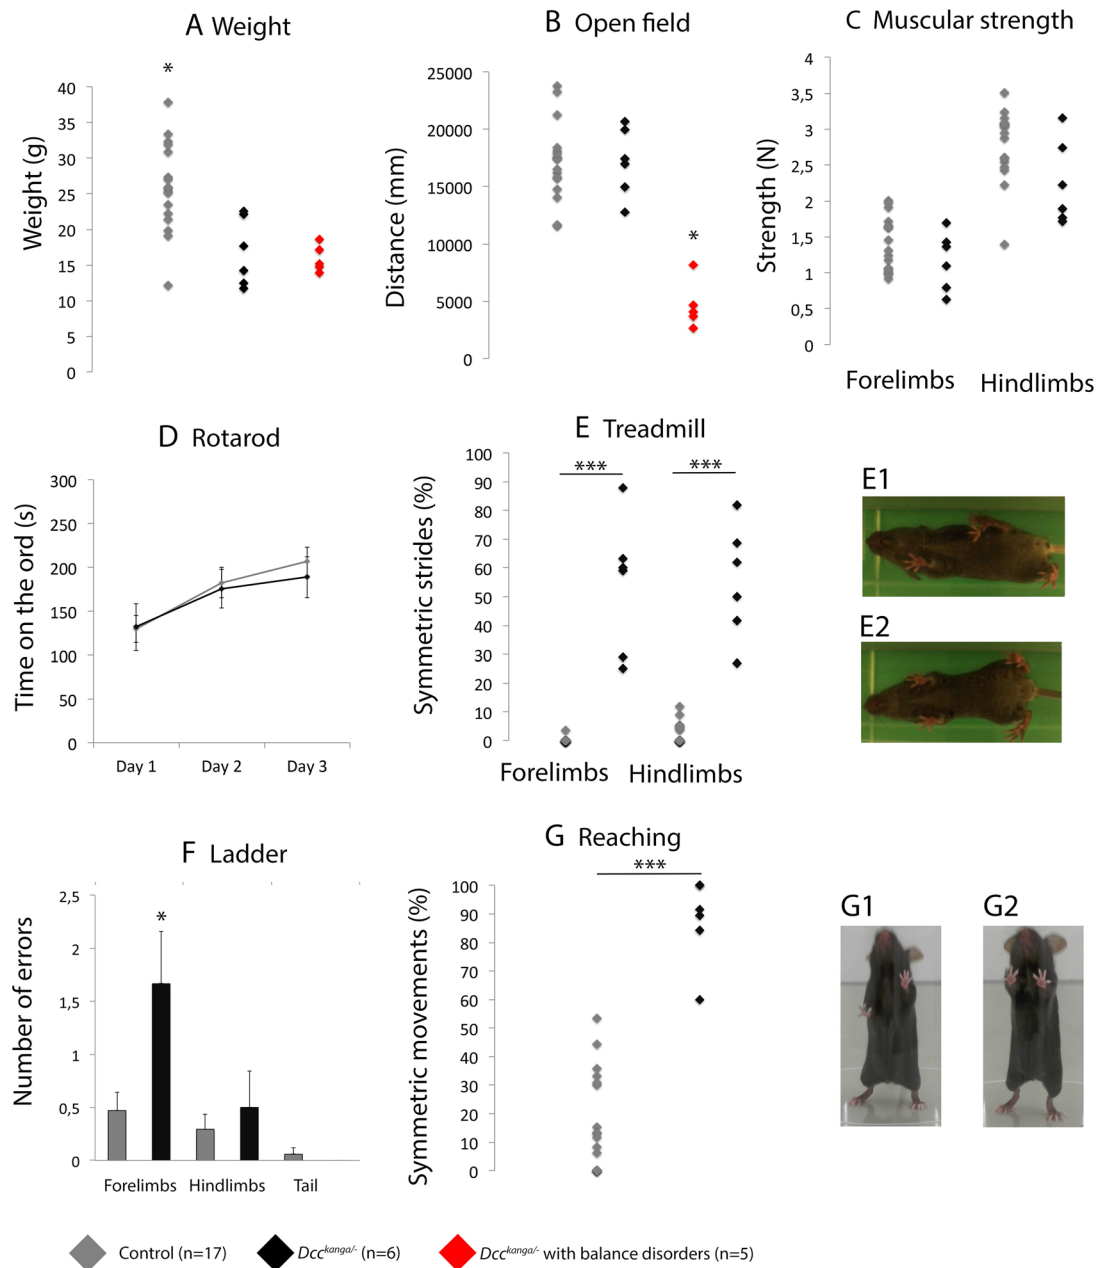 A Weight
B Open field
C Muscular strength
*
Weight (g)
40
35
30
25
20
15
10
5
0
Distance (mm)
25000
20000
15000
10000
5000
0
*
Strength (N)
4
3,5
3
2,5
2
1,5
1
0,5
0
Forelimbs Hindlimbs
D Rotarod
E Treadmill
Time on the ord (s)
300
250
200
150
100
50
0
Day 1 Day 2 Day 3
Symmetric strides (%)
100
90
80
70
60
50
40
30
20
10
0
*** ***
Forelimbs Hindlimbs
E1
E2
F Ladder
G Reaching
Number of errors
2,5
2
1,5
1
0,5
0
*
Forelimbs Hindlimbs Tail
Symmetric movements (%)
100
90
80
70
60
50
40
30
20
10
0
***
G1 G2
Control (n=17) Dcckanga/- (n=6) Dcckanga/- with balance disorders (n=5)